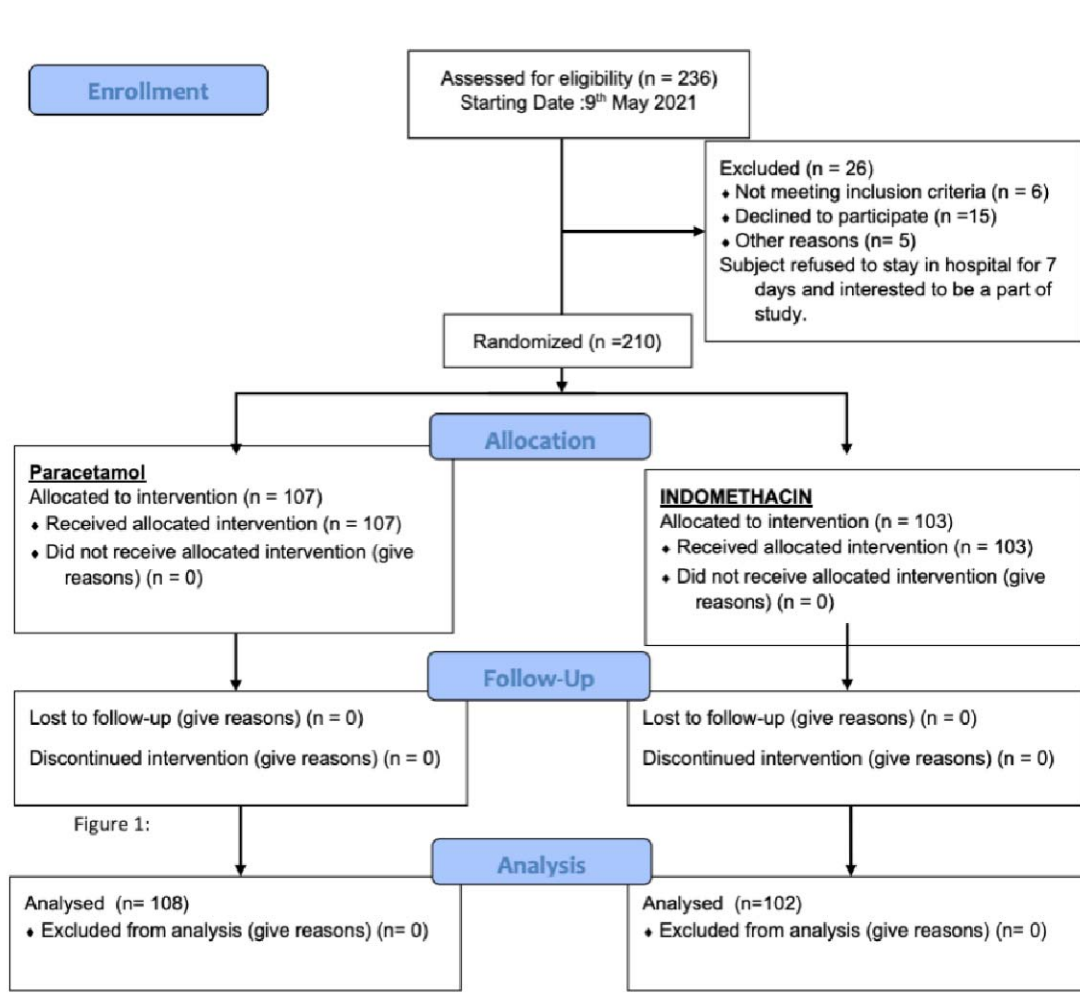 Enrollment
Assessed for eligibility (n = 236)
Starting Date :9th May 2021
Excluded (n = 26)
⬧ Not meeting inclusion criteria (n = 6)
⬧ Declined to participate (n =15)
⬧ Other reasons (n= 5)
Subject refused to stay in hospital for 7
days and interested to be a part of
study.
Randomized (n =210)
Allocation
Paracetamol
Allocated to intervention (n = 107)
⬧ Received allocated intervention (n = 107)
⬧ Did not receive allocated intervention (give
reasons) (n = 0)
INDOMETHACIN
Allocated to intervention (n = 103)
⬧ Received allocated intervention (n = 103)
⬧ Did not receive allocated intervention (give
reasons) (n = 0)
Follow-Up
Lost to follow-up (give reasons) (n = 0)
Discontinued intervention (give reasons) (n = 0)
Lost to follow-up (give reasons) (n = 0)
Discontinued intervention (give reasons) (n = 0)
Figure 1:
Analysis
Analysed (n= 108)
⬧ Excluded from analysis (give reasons) (n= 0)
Analysed (n=102)
⬧ Excluded from analysis (give reasons) (n= 0)